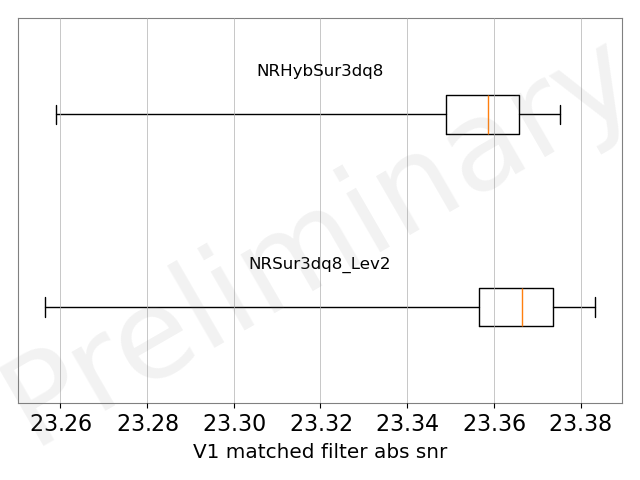 NRHybSur3dq8
NRSur3dq8_Lev2
Preliminary
23.26 23.28 23.30 23.32 23.34 23.36 23.38
V1 matched filter abs snr